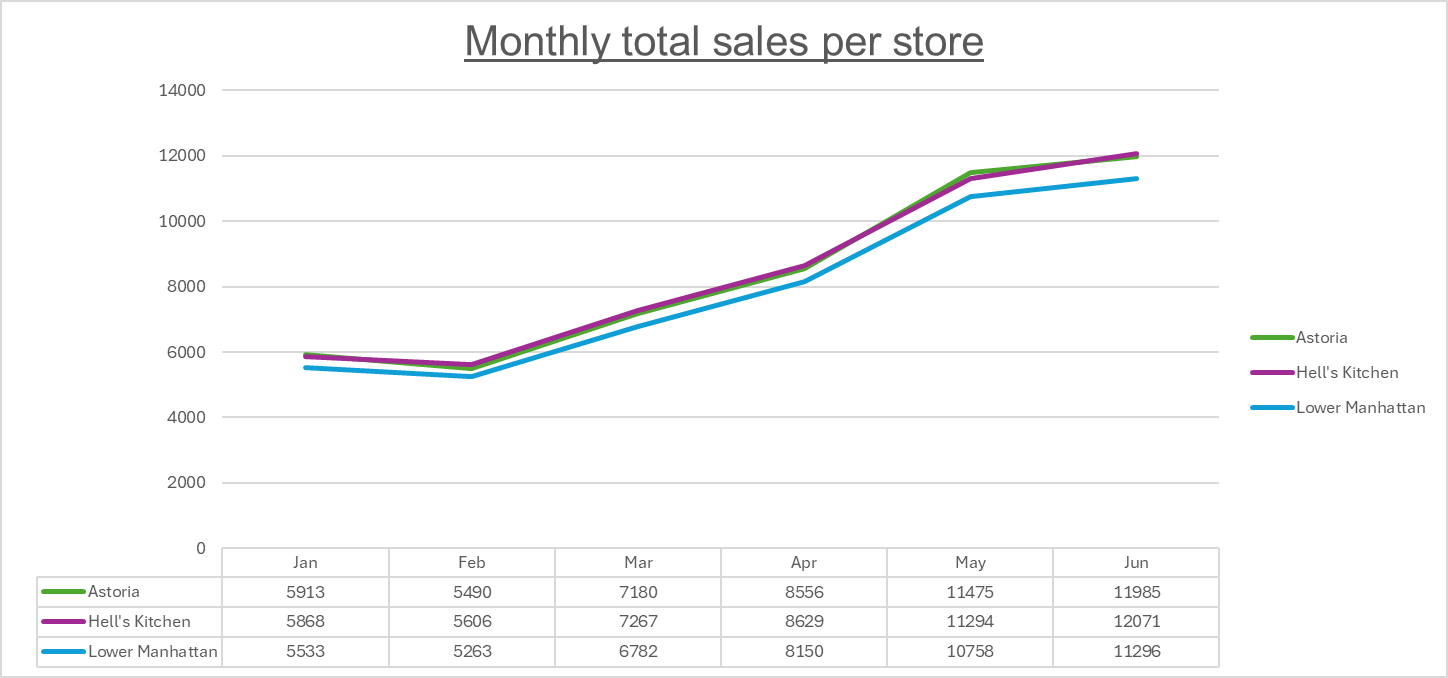 Monthly total sales per store
14000
12000
10000
8000
6000
4000
2000
0
Astoria
Hell's Kitchen
Lower Manhattan
Jan Feb Mar Apr May Jun
Astoria 5913 5490 7180 8556 11475 11985
Hell's Kitchen 5868 5606 7267 8629 11294 12071
Lower Manhattan 5533 5263 6782 8150 10758 11296